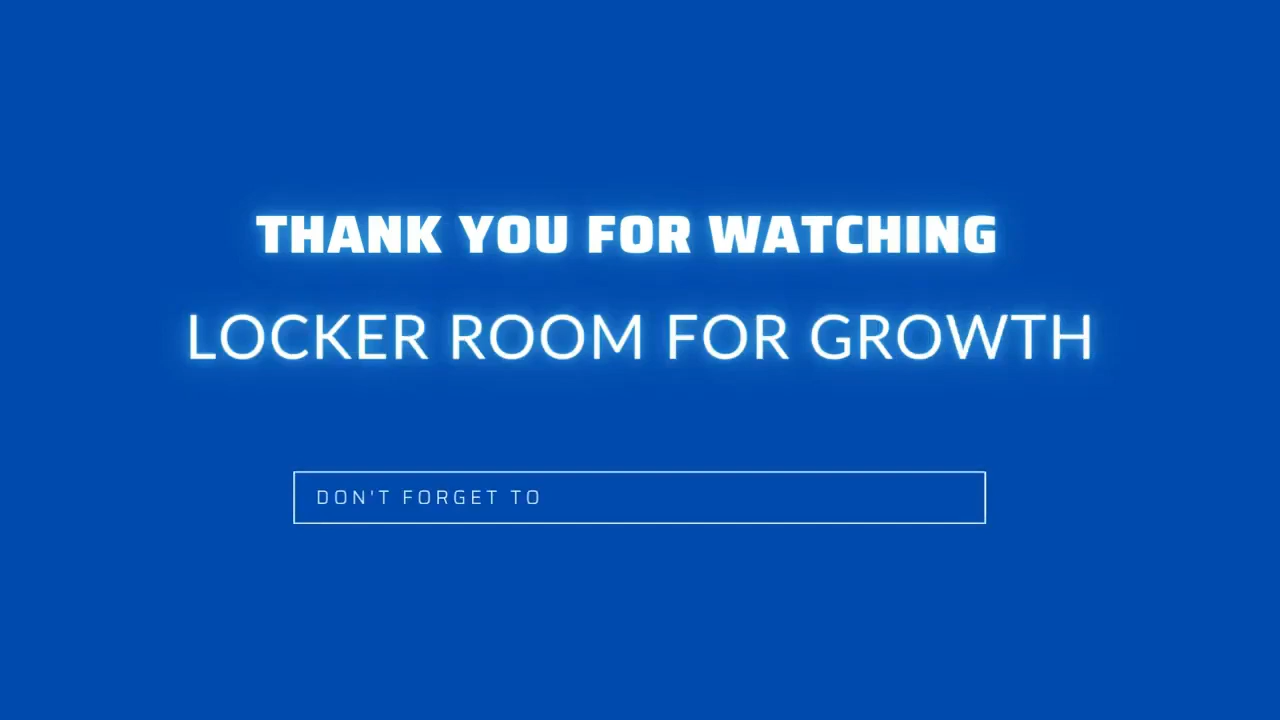 THANK YOU FOR WATCHING
LOCKER ROOM FOR GROWTH
DON'T FORGET TO